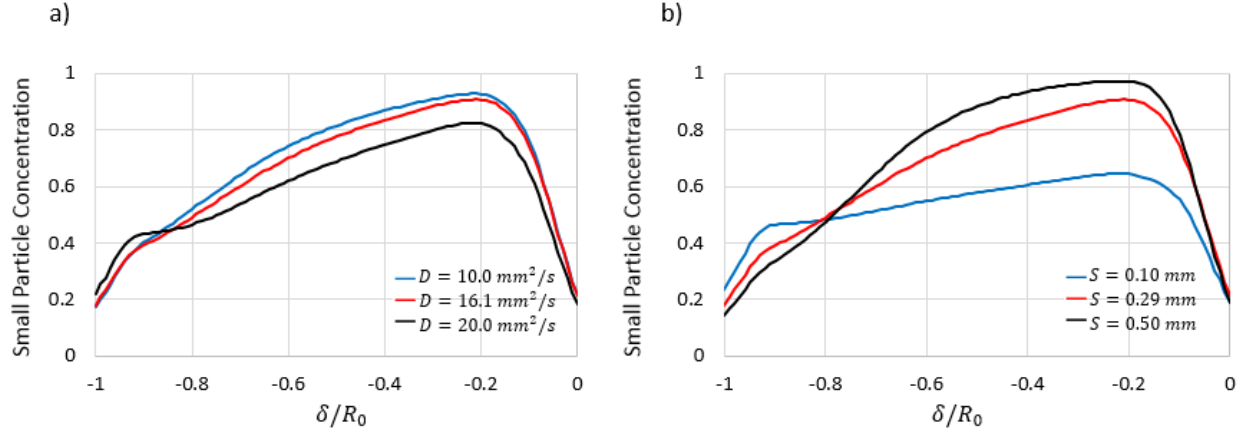 a)
Small Particle Concentration
1
0.8
0.6
0.4
0.2
0
-1 -0.8 -0.6 -0.4 -0.2 0
δ/R₀
D = 10.0 mm²/s
D = 16.1 mm²/s
D = 20.0 mm²/s
b)
Small Particle Concentration
1
0.8
0.6
0.4
0.2
0
-1 -0.8 -0.6 -0.4 -0.2 0
δ/R₀
S = 0.10 mm
S = 0.29 mm
S = 0.50 mm